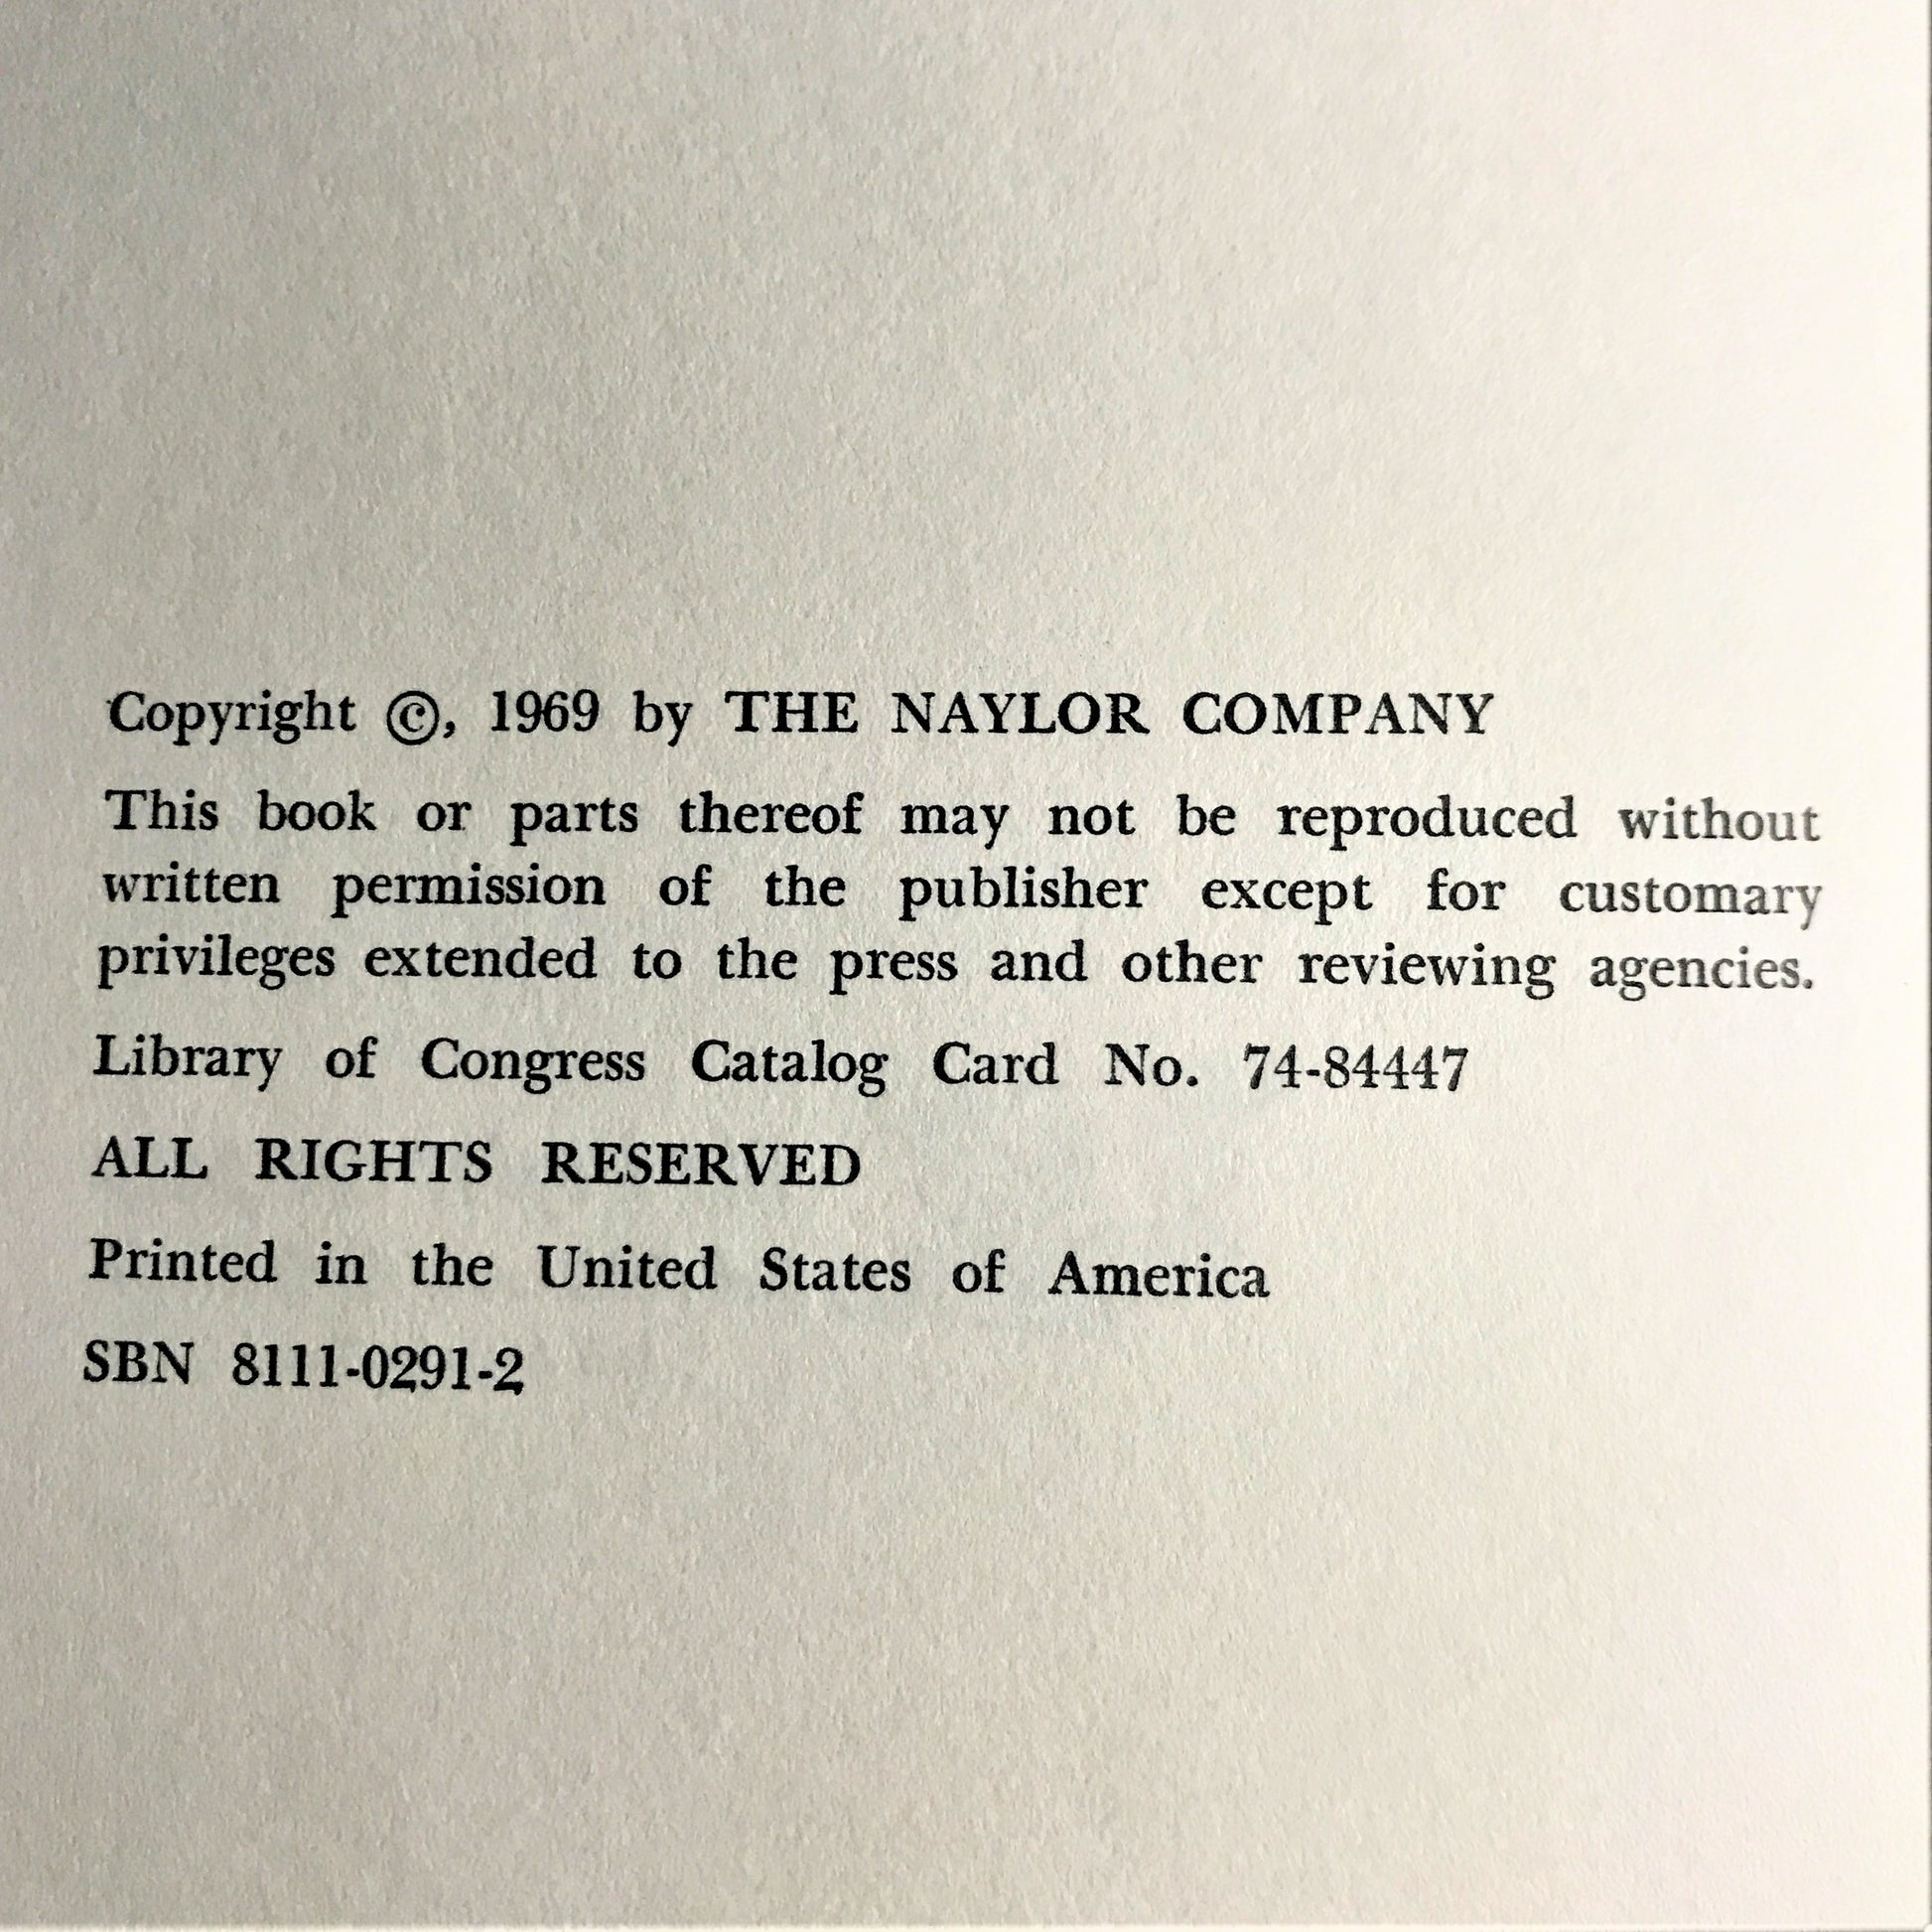 Copyright ©, 1969 by THE NAYLOR COMPANY
This book or parts thereof may not be reproduced without
written permission of the publisher except for customary
privileges extended to the press and other reviewing agencies.
Library of Congress Catalog Card No. 74-84447
ALL RIGHTS RESERVED
Printed in the United States of America
SBN 8111-0291-2